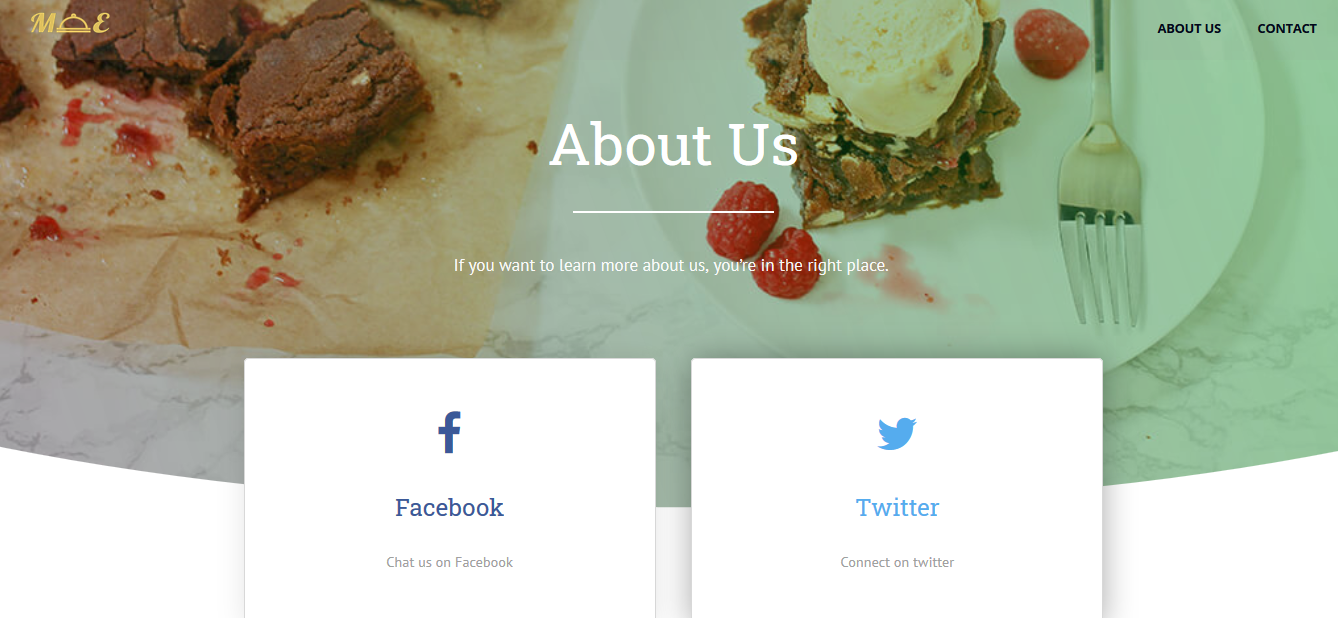 M E
ABOUT US
CONTACT
About Us
If you want to learn more about us, you're in the right place.
Facebook
Twitter
Chat us on Facebook
Connect on twitter